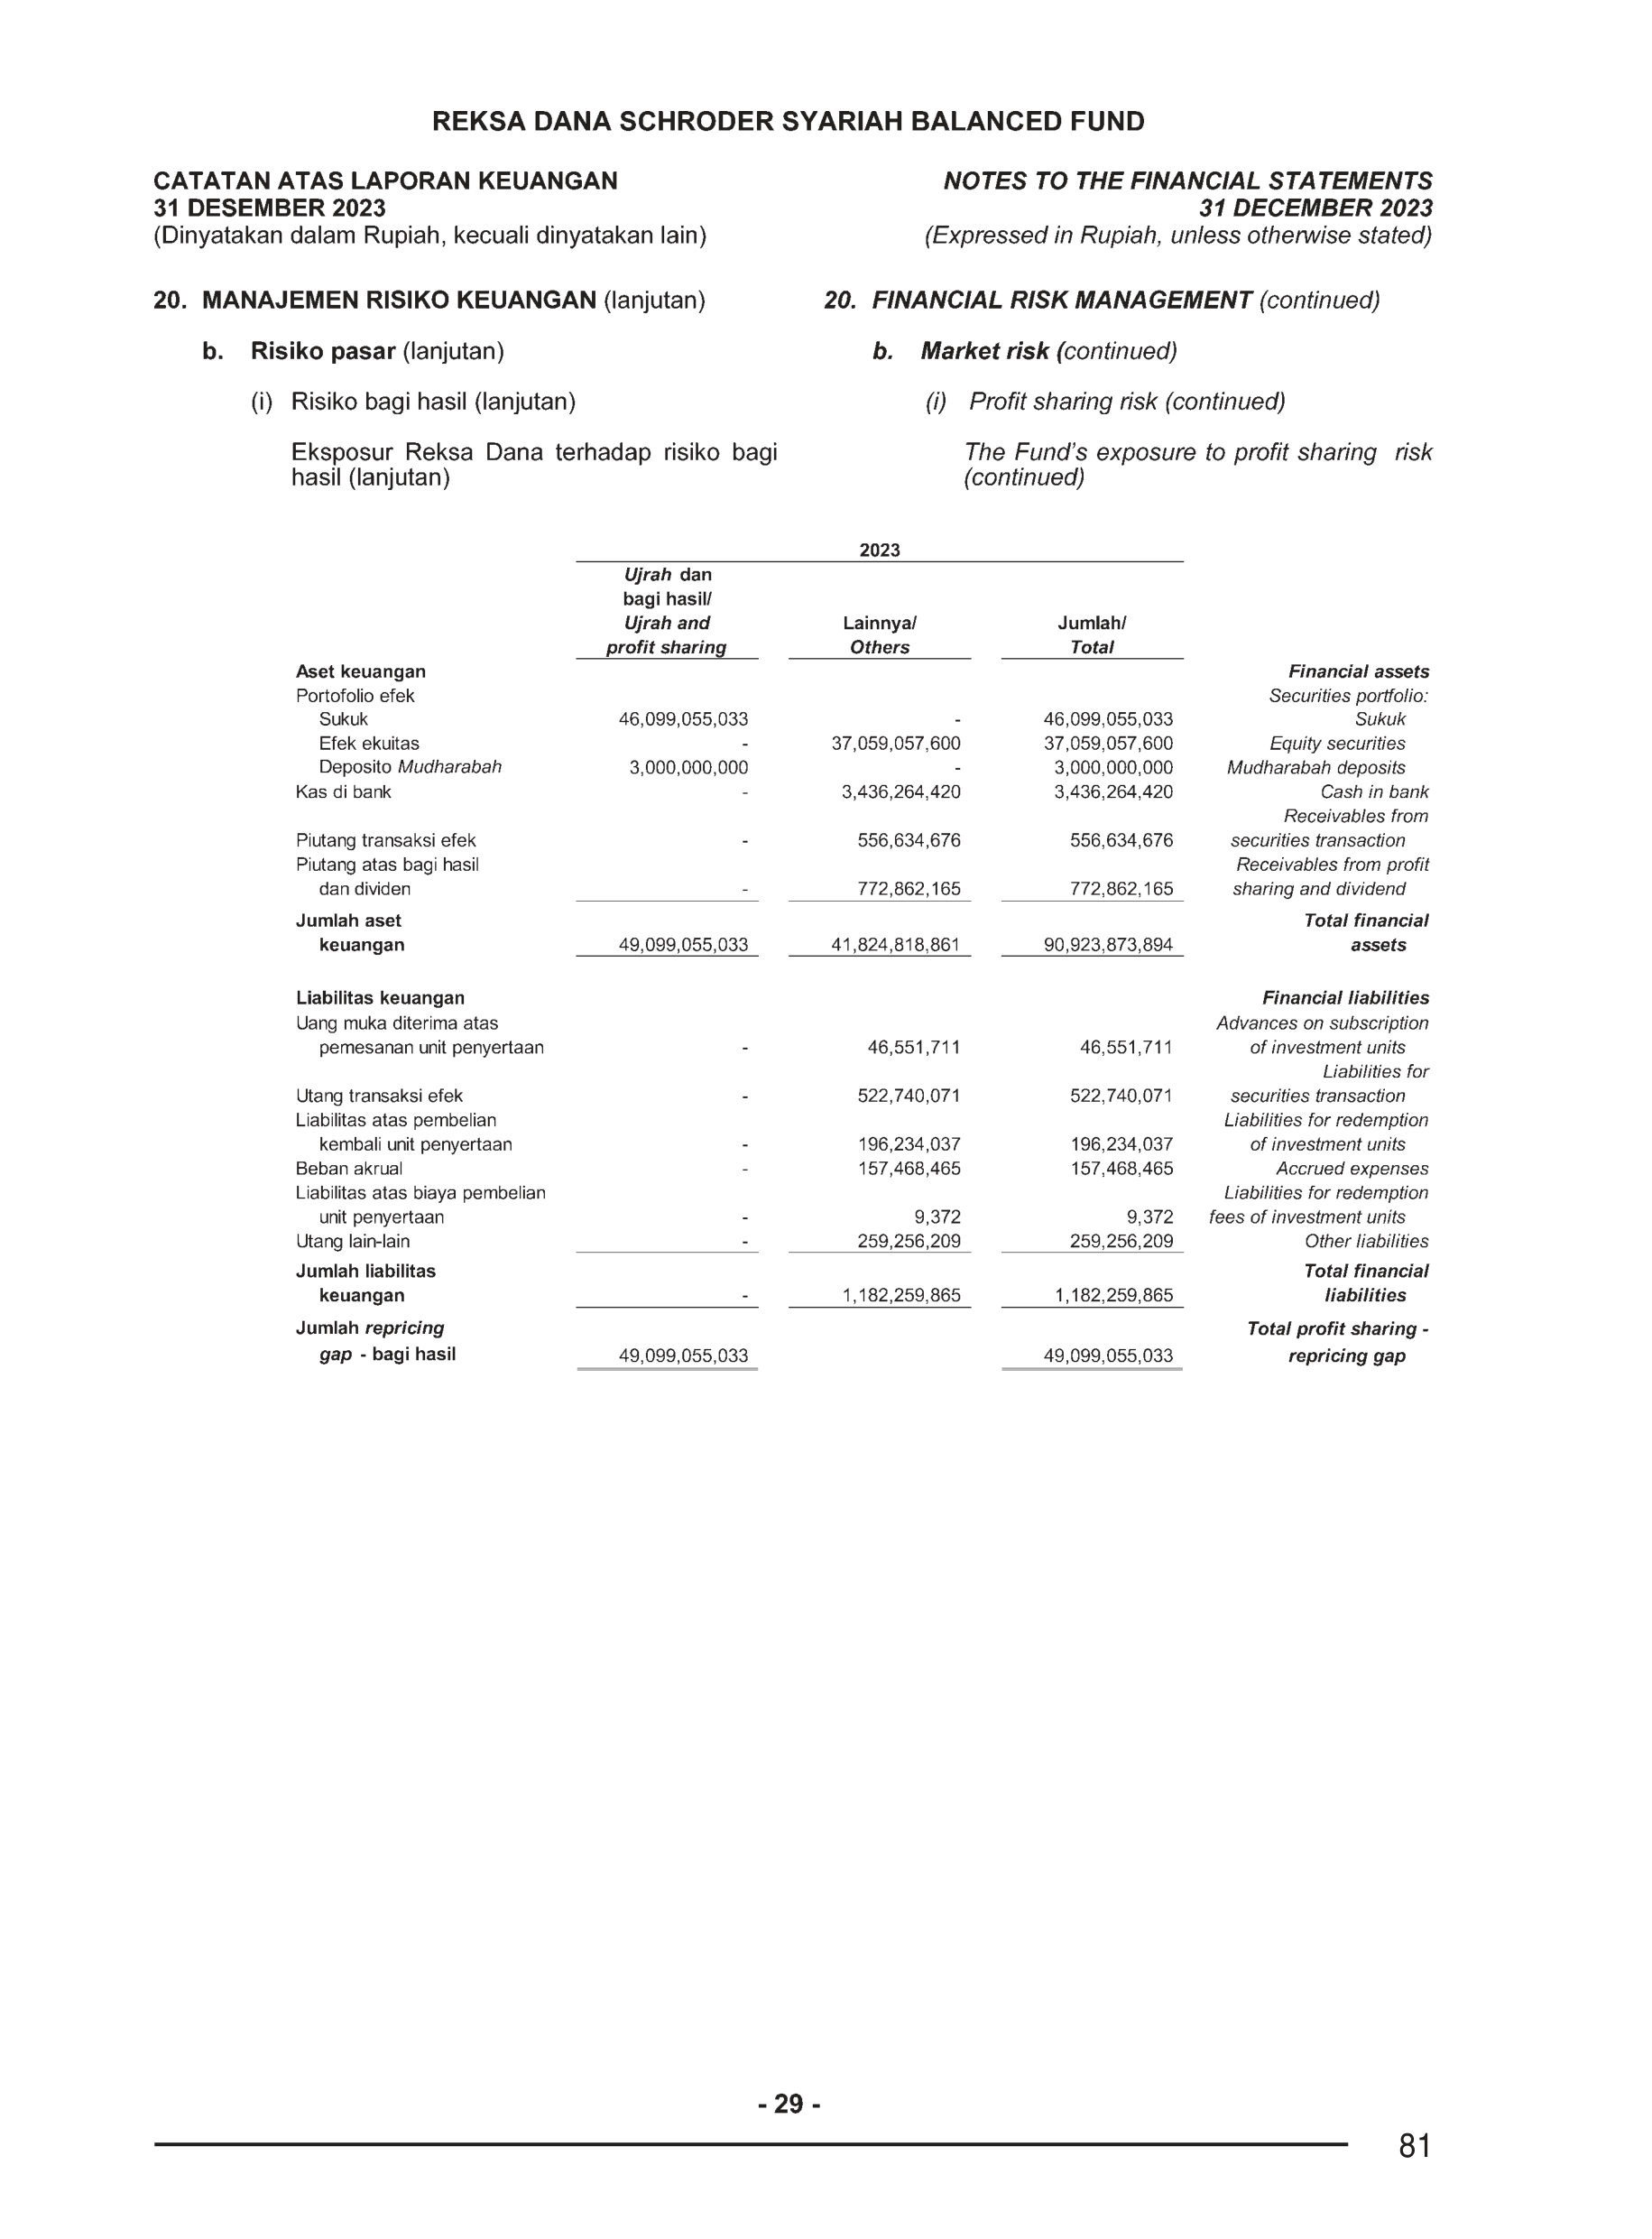 REKSA DANA SCHRODER SYARIAH BALANCED FUND
CATATAN ATAS LAPORAN KEUANGAN
31 DESEMBER 2023
(Dinyatakan dalam Rupiah, kecuali dinyatakan lain)
NOTES TO THE FINANCIAL STATEMENTS
31 DECEMBER 2023
(Expressed in Rupiah, unless otherwise stated)
20. MANAJEMEN RISIKO KEUANGAN (lanjutan)
b. Risiko pasar (lanjutan)
(i) Risiko bagi hasil (lanjutan)
Eksposur Reksa Dana terhadap risiko bagi
hasil (lanjutan)
20. FINANCIAL RISK MANAGEMENT (continued)
b. Market risk (continued)
(i) Profit sharing risk (continued)
The Fund's exposure to profit sharing risk
(continued)
2023
Ujrah dan
bagi hasil/
Ujrah and Lainnya/ Jumlah/
profit sharing Others Total
Aset keuangan Financial assets
Portofolio efek Securities portfolio:
Sukuk 46,099,055,033 - 46,099,055,033 Sukuk
Efek ekuitas - 37,059,057,600 37,059,057,600 Equity securities
Deposito Mudharabah 3,000,000,000 - 3,000,000,000 Mudharabah deposits
Kas di bank - 3,436,264,420 3,436,264,420 Cash in bank
Receivables from
Piutang transaksi efek - 556,634,676 556,634,676 securities transaction
Piutang atas bagi hasil Receivables from profit
dan dividen - 772,862,165 772,862,165 sharing and dividend
Jumlah aset Total financial
keuangan 49,099,055,033 41,824,818,861 90,923,873,894 assets
Liabilitas keuangan Financial liabilities
Uang muka diterima atas Advances on subscription
pemesanan unit penyertaan - 46,551,711 46,551,711 of investment units
Liabilities for
Utang transaksi efek - 522,740,071 522,740,071 securities transaction
Liabilitas atas pembelian Liabilities for redemption
kembali unit penyertaan - 196,234,037 196,234,037 of investment units
Beban akrual - 157,468,465 157,468,465 Accrued expenses
Liabilitas atas biaya pembelian Liabilities for redemption
unit penyertaan - 9,372 9,372 fees of investment units
Utang lain-lain - 259,256,209 259,256,209 Other liabilities
Jumlah liabilitas Total financial
keuangan - 1,182,259,865 1,182,259,865 liabilities
Jumlah repricing Total profit sharing -
gap - bagi hasil 49,099,055,033 49,099,055,033 repricing gap
- 29 -
81